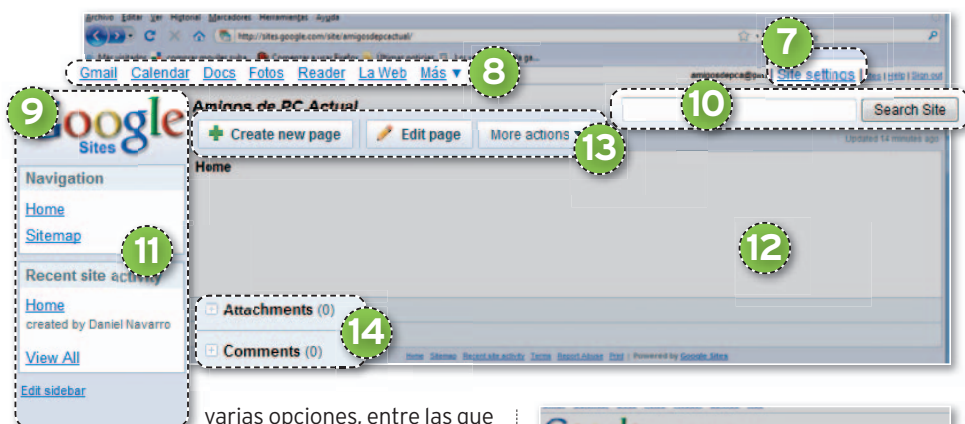 Archivo Editar Ver Historial Marcadores Herramientas Ayuda
http://sites.google.com/site/amigosdepcactual/
7
Gmail Calendar Docs Fotos Reader La Web Más ▼
8
| Site settings | | Help | Sign out
9
Google
Sites
Amigos de PC Actual
10
Search Site
Create new page
Edit page
More actions
13
Updated 14 minutes ago
Navigation
Home
Home
Sitemap
11
12
Recent site activity
Home
created by Daniel Navarro
View All
Edit sidebar
Attachments (0)
14
Comments (0)
Home Sitemap Recent site activity Terms Report Abuse Print | Powered by Google Sites
varias opciones, entre las que